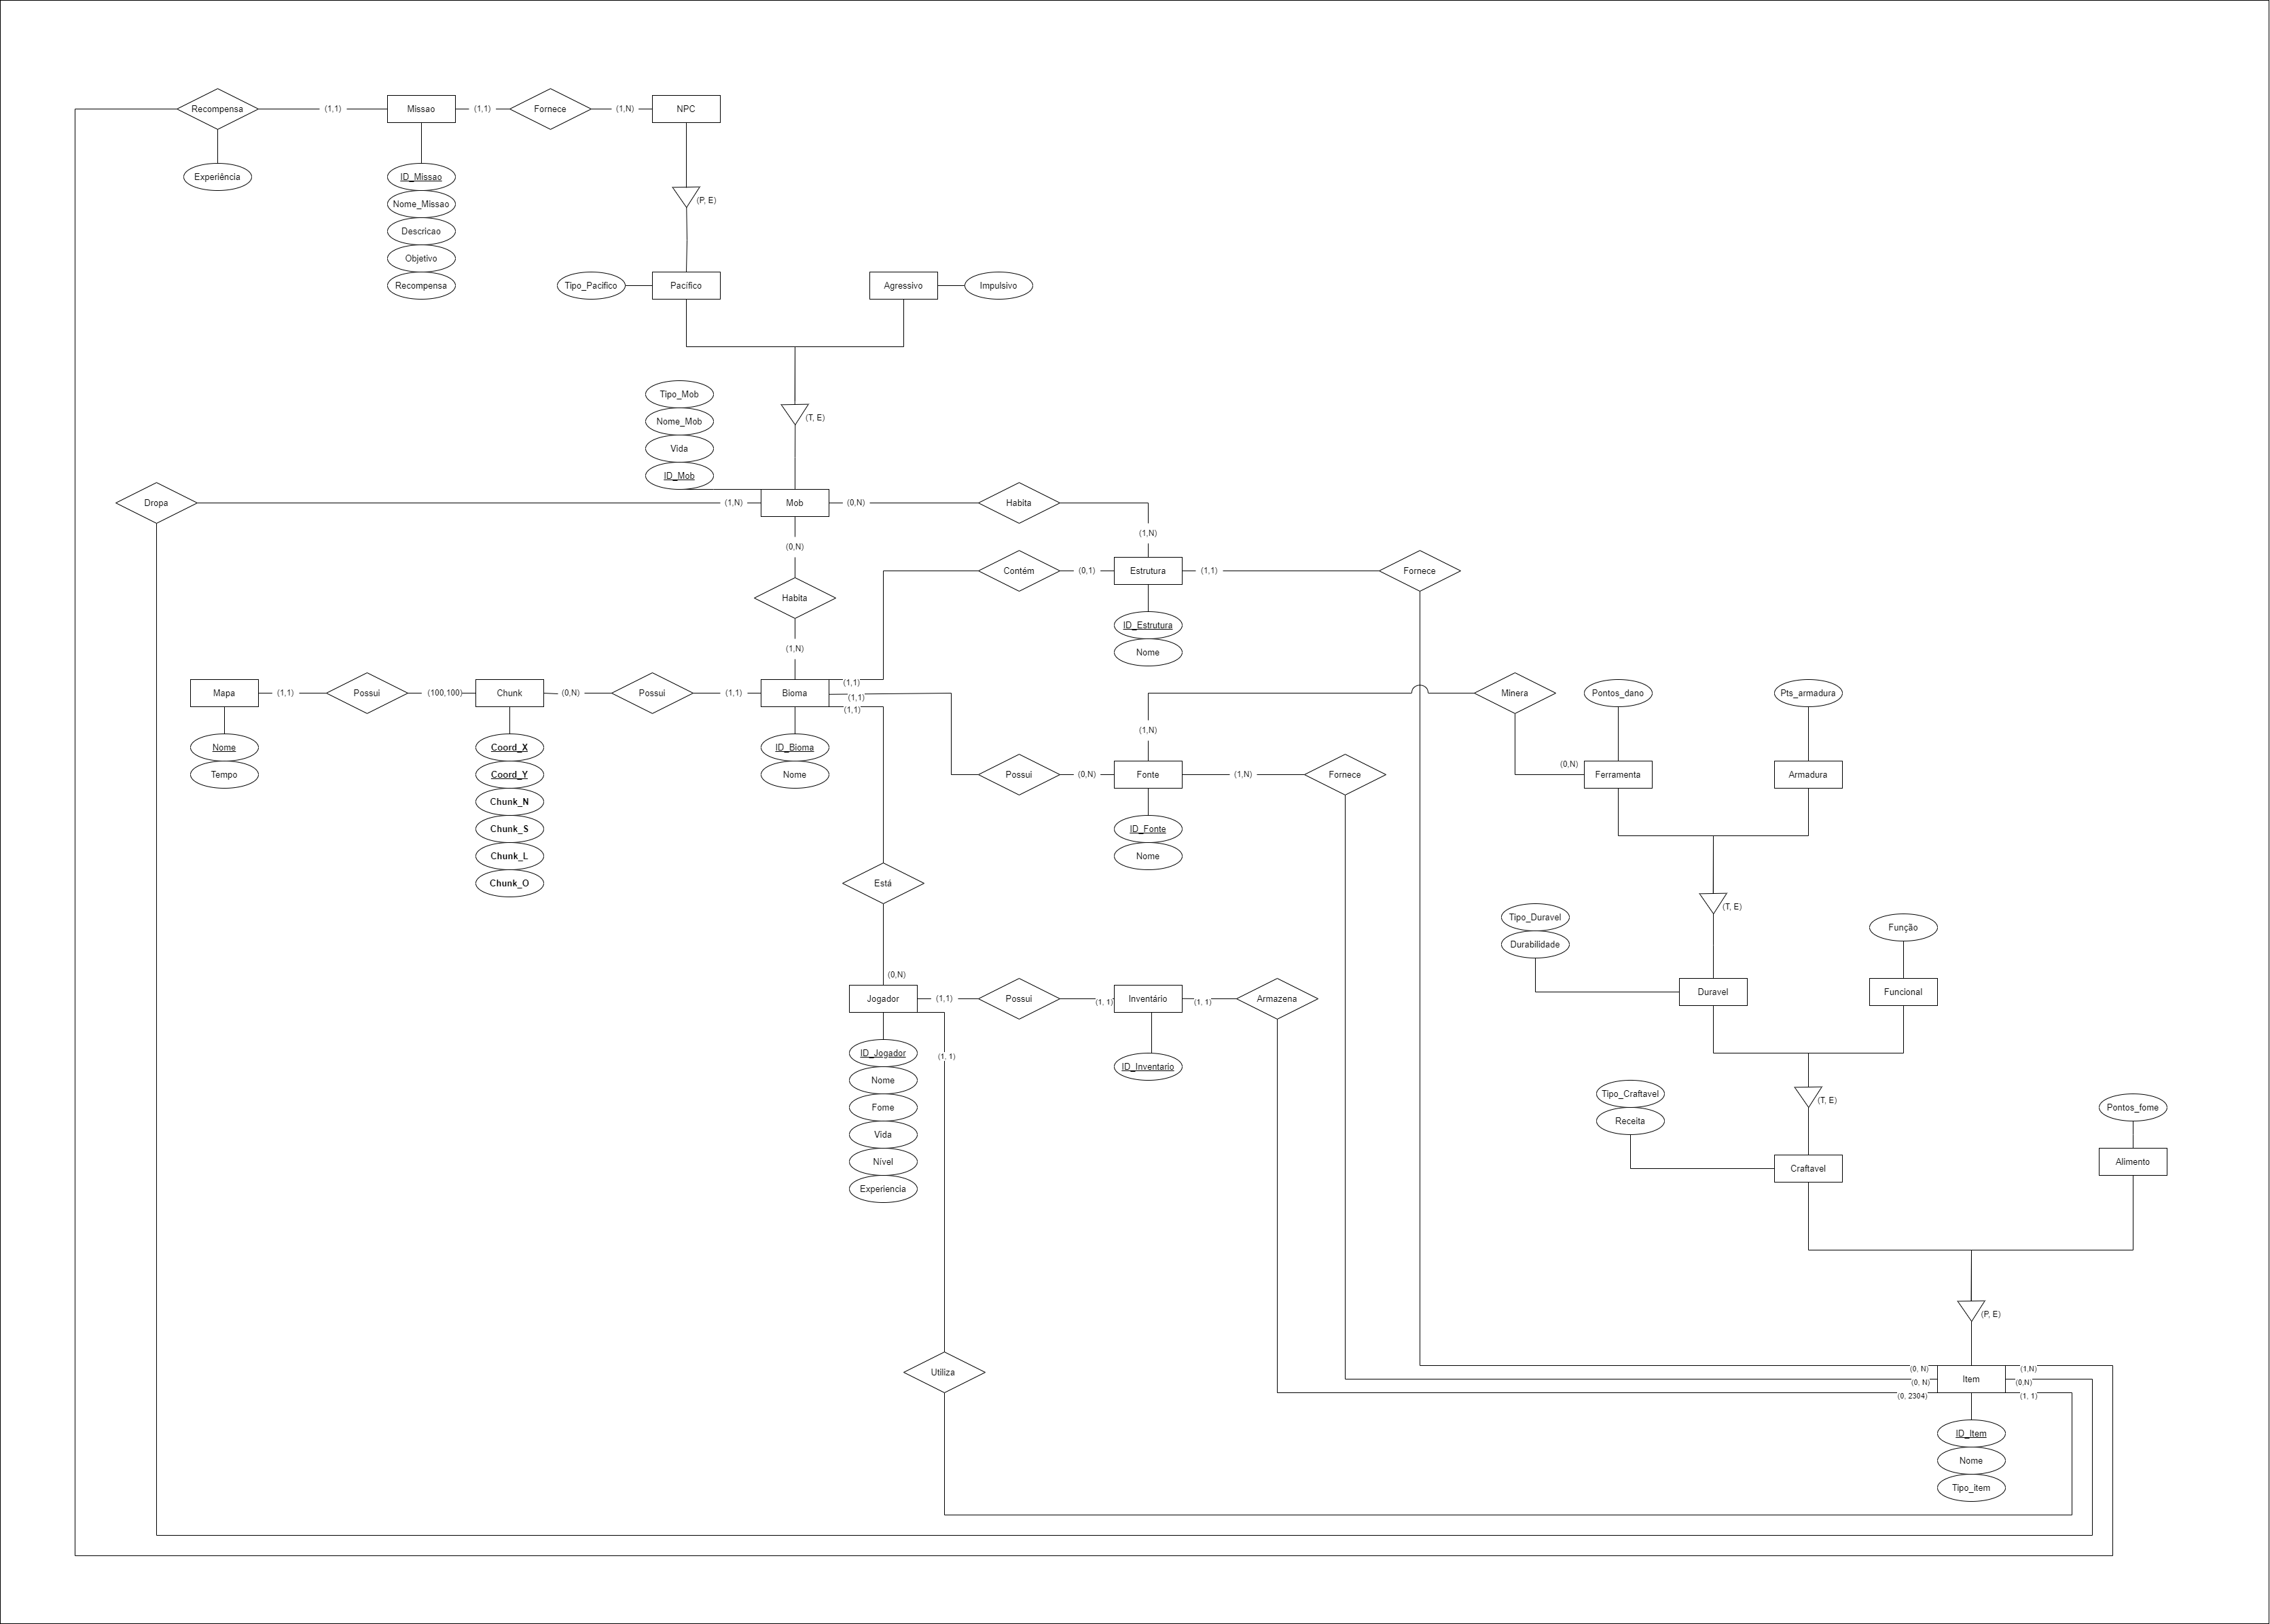 Recompensa
(1,1)
Missao
(1,1)
Fornece
(1,N)
NPC
Experiência
ID_Missao
Nome_Missao
Descricao
Objetivo
Recompensa
(P, E)
Tipo_Pacifico
Pacífico
Agressivo
Impulsivo
Tipo_Mob
Nome_Mob
Vida
ID_Mob
(T, E)
Dropa
(1,N)
Mob
(0,N)
Habita
(1,N)
(0,N)
Habita
(1,N)
Contém
(0,1)
Estrutura
(1,1)
Fornece
ID_Estrutura
Nome
Mapa
(1,1)
Possui
(100,100)
Chunk
(0,N)
Possui
(1,1)
Bioma
(1,1)
(1,1)
(1,1)
Nome
Tempo
Coord_X
Coord_Y
Chunk_N
Chunk_S
Chunk_L
Chunk_O
ID_Bioma
Nome
(1,N)
Minera
Pontos_dano
Pts_armadura
Possui
(0,N)
Fonte
(1,N)
Fornece
(0,N)
Ferramenta
Armadura
ID_Fonte
Nome
Está
(0,N)
(T, E)
Tipo_Duravel
Durabilidade
Função
Duravel
Funcional
Jogador
(1,1)
Possui
(1, 1)
Inventário
(1, 1)
Armazena
ID_Jogador
Nome
Fome
Vida
Nível
Experiencia
(1, 1)
ID_Inventario
(T, E)
Tipo_Craftavel
Receita
Craftavel
Pontos_fome
Alimento
(P, E)
Utiliza
(0, N)
(0, N)
(0, 2304)
Item
(1,N)
(0,N)
(1, 1)
ID_Item
Nome
Tipo_item